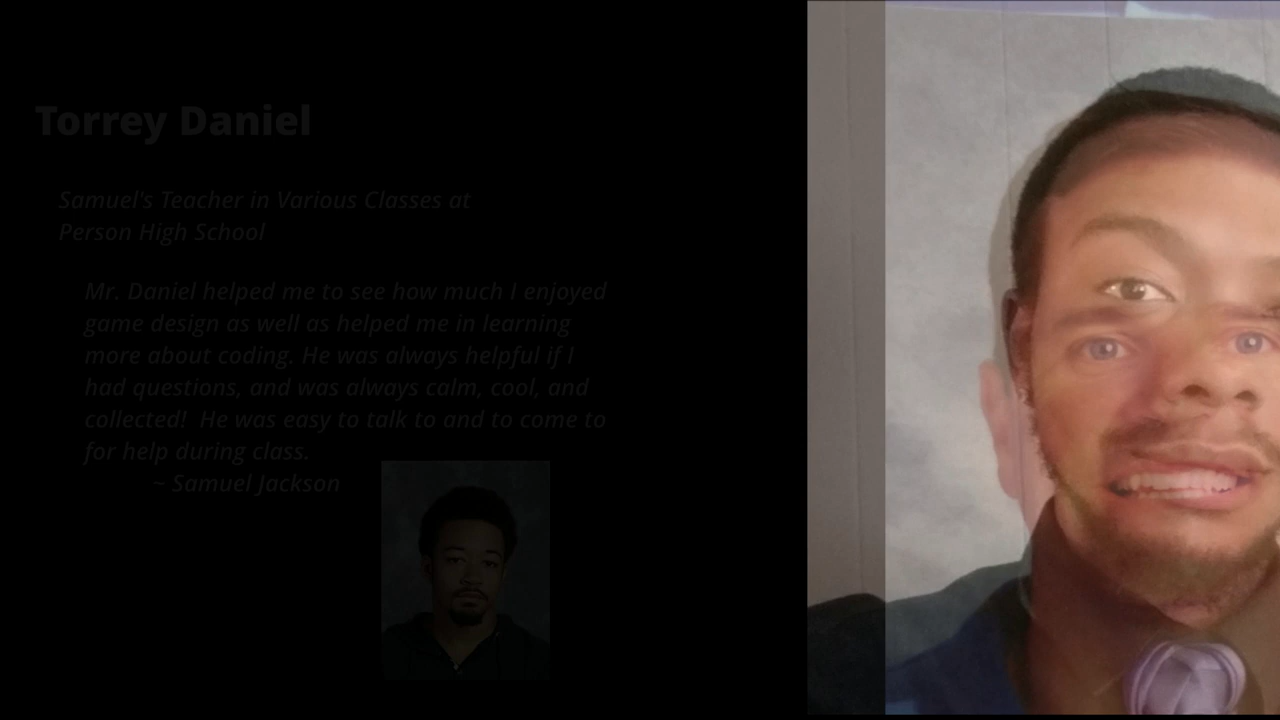 Torrey Daniel
Samuel's Teacher in Various Classes at
Person High School
Mr. Daniel helped me to see how much I enjoyed
game design as well as helped me in learning
more about coding. He was always helpful if I
had questions, and was always calm, cool, and
collected!  He was easy to talk to and to come to
for help during class.
~ Samuel Jackson